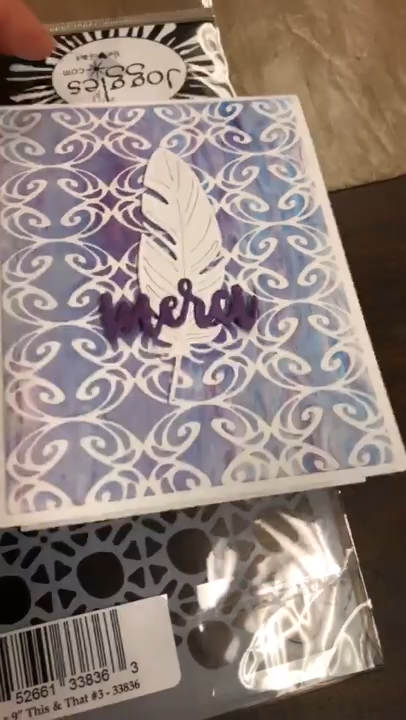 Joggles
.com
merci
52661 33836 3
x 9" This & That #3 - 33836